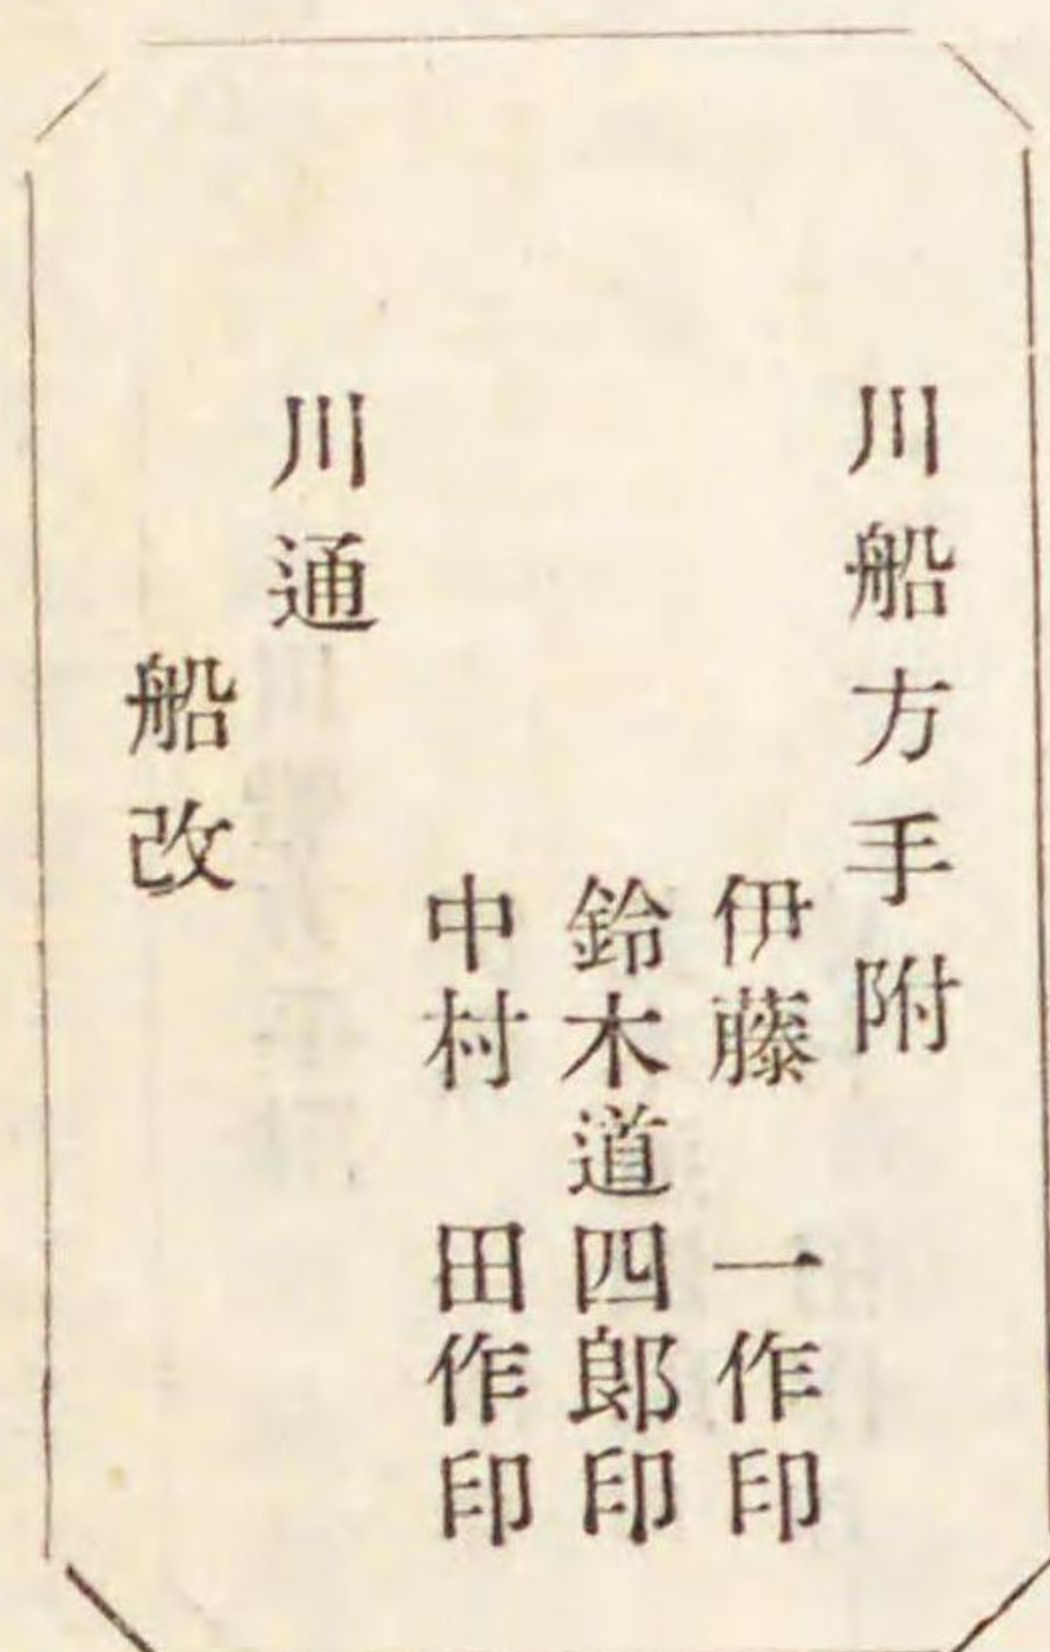 川船方手附
伊藤　一作印
鈴木道四郎印
中村　田作印
川通
船改